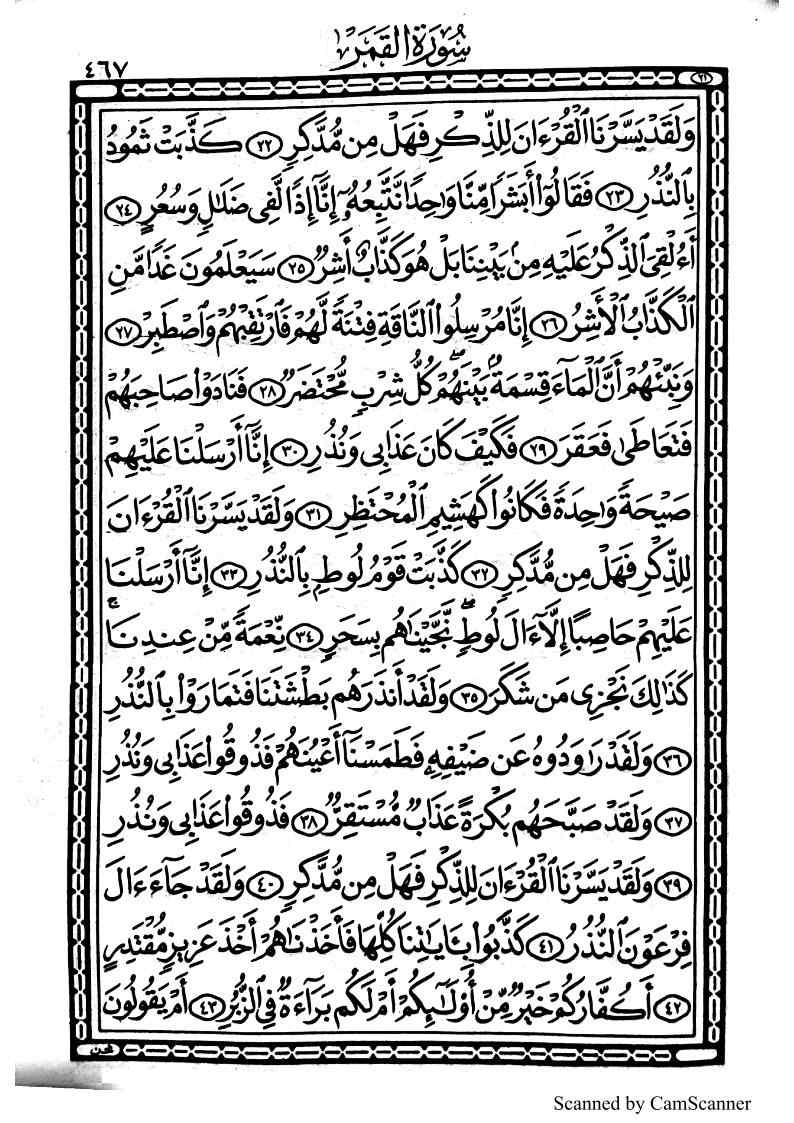 سُورَةُ القَمَر
٤٦٧
وَلَقَدۡ يَسَّرۡنَا ٱلۡقُرۡءَانَ لِلذِّكۡرِ فَهَلۡ مِن مُّدَّكِرٖ ٢٢ كَذَّبَتۡ ثَمُودُ
بِٱلنُّذُرِ ٢٣ فَقَالُوٓاْ أَبَشَرٗا مِّنَّا وَٰحِدٗا نَّتَّبِعُهُۥٓ إِنَّآ إِذٗا لَّفِي ضَلَٰلٖ وَسُعُرٍ ٢٤
أَءُلۡقِيَ ٱلذِّكۡرُ عَلَيۡهِ مِنۢ بَيۡنِنَا بَلۡ هُوَ كَذَّابٌ أَشِرٞ ٢٥ سَيَعۡلَمُونَ غَدٗا مَّنِ
ٱلۡكَذَّابُ ٱلۡأَشِرُ ٢٦ إِنَّا مُرۡسِلُواْ ٱلنَّاقَةِ فِتۡنَةٗ لَّهُمۡ فَٱرۡتَقِبۡهُمۡ وَٱصۡطَبِرۡ ٢٧
وَنَبِّئۡهُمۡ أَنَّ ٱلۡمَآءَ قِسۡمَةُۢ بَيۡنَهُمۡۖ كُلُّ شِرۡبٖ مُّحۡتَضَرٞ ٢٨ فَنَادَوۡاْ صَاحِبَهُمۡ
فَتَعَاطَىٰ فَعَقَرَ ٢٩ فَكَيۡفَ كَانَ عَذَابِي وَنُذُرِ ٣٠ إِنَّآ أَرۡسَلۡنَا عَلَيۡهِمۡ
صَيۡحَةٗ وَٰحِدَةٗ فَكَانُواْ كَهَشِيمِ ٱلۡمُحۡتَظِرِ ٣١ وَلَقَدۡ يَسَّرۡنَا ٱلۡقُرۡءَانَ
لِلذِّكۡرِ فَهَلۡ مِن مُّدَّكِرٖ ٣٢ كَذَّبَتۡ قَوۡمُ لُوطِۭ بِٱلنُّذُرِ ٣٣ إِنَّآ أَرۡسَلۡنَا
عَلَيۡهِمۡ حَاصِبًا إِلَّآ ءَالَ لُوطٖۖ نَّجَّيۡنَٰهُم بِسَحَرٖ ٣٤ نِّعۡمَةٗ مِّنۡ عِندِنَاۚ
كَذَٰلِكَ نَجۡزِي مَن شَكَرَ ٣٥ وَلَقَدۡ أَنذَرَهُم بَطۡشَتَنَا فَتَمَارَوۡاْ بِٱلنُّذُرِ
٣٦ وَلَقَدۡ رَٰوَدُوهُ عَن ضَيۡفِهِۦ فَطَمَسۡنَآ أَعۡيُنَهُمۡ فَذُوقُواْ عَذَابِي وَنُذُرِ
٣٧ وَلَقَدۡ صَبَّحَهُم بُكۡرَةً عَذَابٞ مُّسۡتَقِرّٞ ٣٨ فَذُوقُواْ عَذَابِي وَنُذُرِ
٣٩ وَلَقَدۡ يَسَّرۡنَا ٱلۡقُرۡءَانَ لِلذِّكۡرِ فَهَلۡ مِن مُّدَّكِرٖ ٤٠ وَلَقَدۡ جَآءَ ءَالَ
فِرۡعَوۡنَ ٱلنُّذُرُ ٤١ كَذَّبُواْ بِـَٔايَٰتِنَا كُلِّهَا فَأَخَذۡنَٰهُمۡ أَخۡذَ عَزِيزٖ مُّقۡتَدِرٍ
٤٢ أَكُفَّارُكُمۡ خَيۡرٞ مِّنۡ أُوْلَٰٓئِكُمۡ أَمۡ لَكُم بَرَآءَةٞ فِي ٱلزُّبُرِ ٤٣ أَمۡ يَقُولُونَ
نحن
Scanned by CamScanner